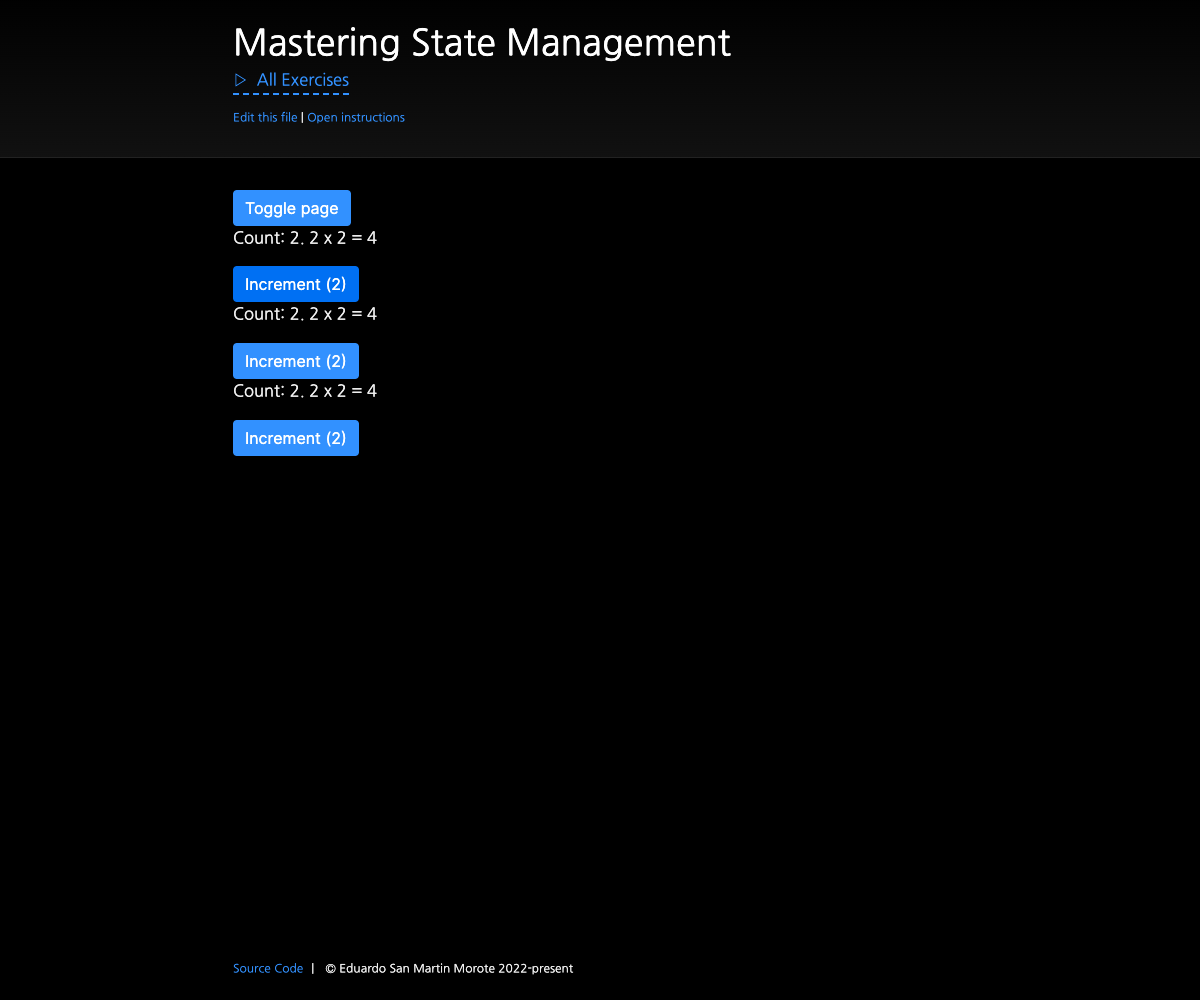 Mastering State Management
▷ All Exercises
Edit this file | Open instructions
Toggle page
Count: 2. 2 x 2 = 4
Increment (2)
Count: 2. 2 x 2 = 4
Increment (2)
Count: 2. 2 x 2 = 4
Increment (2)
Source Code | © Eduardo San Martin Morote 2022-present